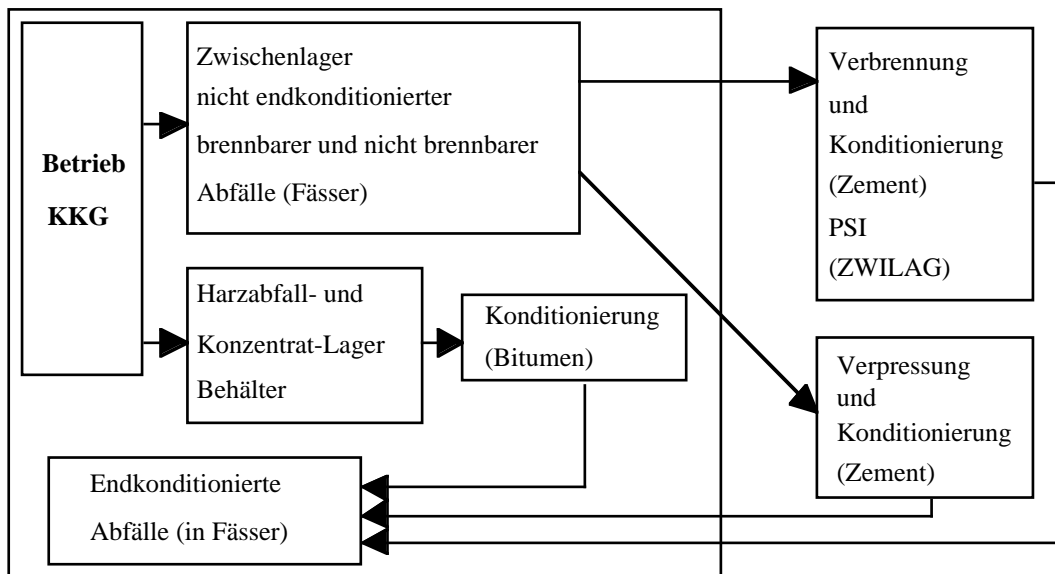 Betrieb
KKG
Zwischenlager
nicht endkonditionierter
brennbarer und nicht brennbarer
Abfälle (Fässer)
Verbrennung
und
Konditionierung
(Zement)
PSI
(ZWILAG)
Harzabfall- und
Konzentrat-Lager
Behälter
Konditionierung
(Bitumen)
Verpressung
und
Konditionierung
(Zement)
Endkonditionierte
Abfälle (in Fässer)